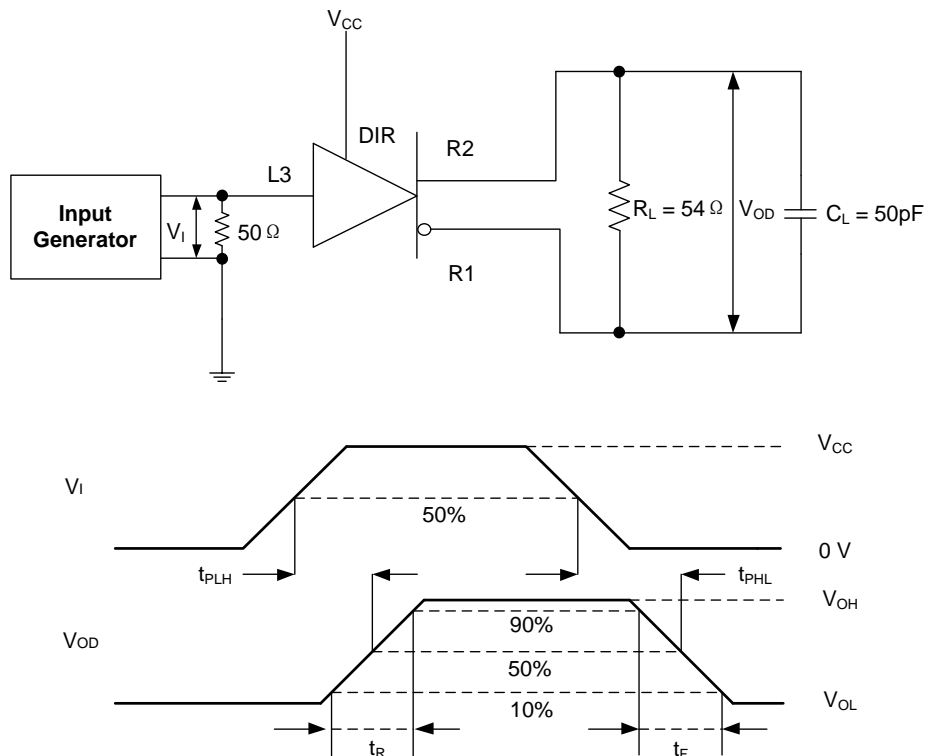 VCC
DIR
R2
L3
Input
Generator
VI
50 Ω
RL = 54 Ω
VOD
CL = 50pF
R1
VCC
VI
50%
0 V
tPLH
tPHL
VOH
90%
VOD
50%
10%
VOL
tR
tF